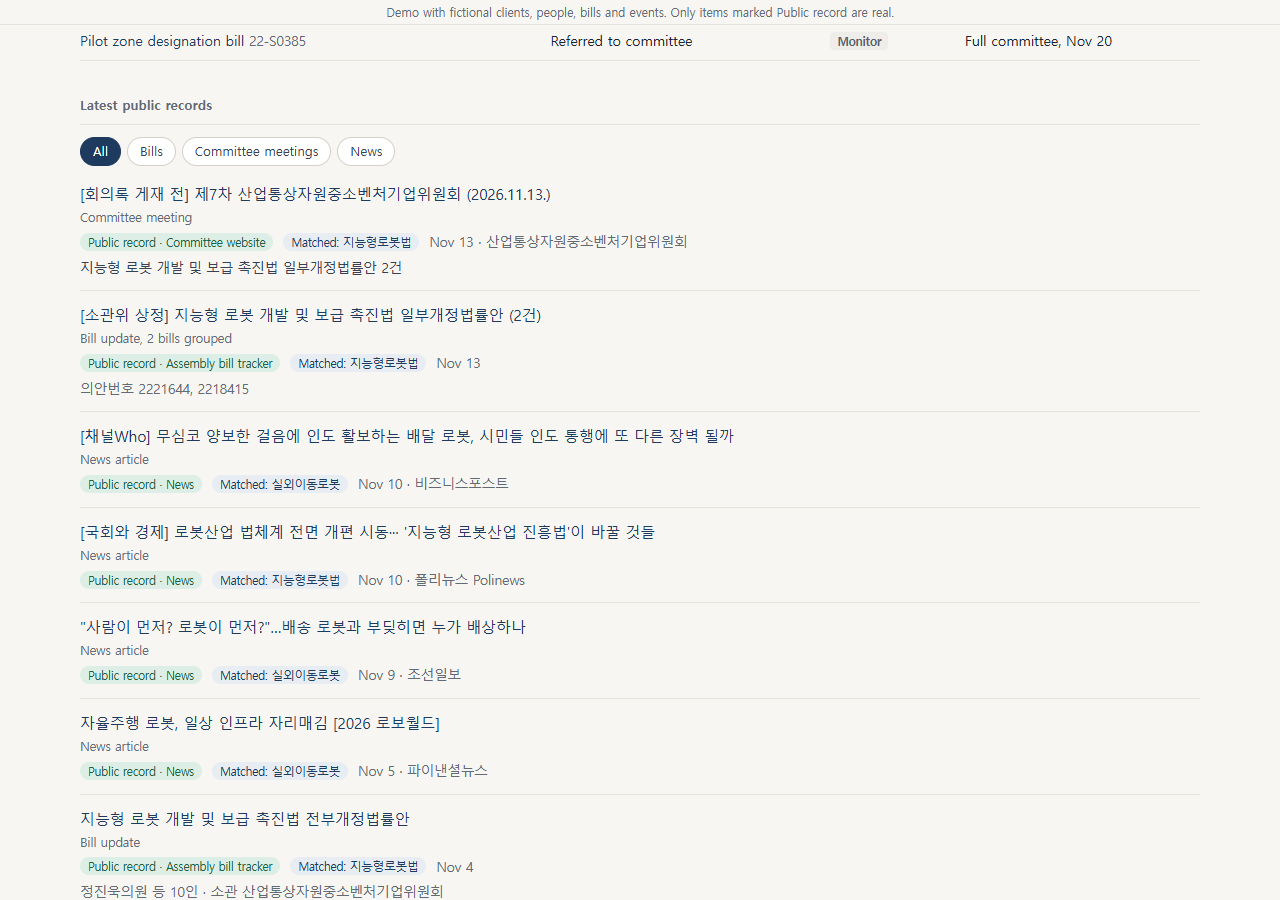 Demo with fictional clients, people, bills and events. Only items marked Public record are real.
Pilot zone designation bill 22-S0385 Referred to committee Monitor Full committee, Nov 20
Latest public records
All Bills Committee meetings News
[회의록 게재 전] 제7차 산업통상자원중소벤처기업위원회 (2026.11.13.)
Committee meeting
Public record · Committee website Matched: 지능형로봇법 Nov 13 · 산업통상자원중소벤처기업위원회
지능형 로봇 개발 및 보급 촉진법 일부개정법률안 2건
[소관위 상정] 지능형 로봇 개발 및 보급 촉진법 일부개정법률안 (2건)
Bill update, 2 bills grouped
Public record · Assembly bill tracker Matched: 지능형로봇법 Nov 13
의안번호 2221644, 2218415
[채널Who] 무심코 양보한 걸음에 인도 활보하는 배달 로봇, 시민들 인도 통행에 또 다른 장벽 될까
News article
Public record · News Matched: 실외이동로봇 Nov 10 · 비즈니스포스트
[국회와 경제] 로봇산업 법체계 전면 개편 시동… '지능형 로봇산업 진흥법'이 바꿀 것들
News article
Public record · News Matched: 지능형로봇법 Nov 10 · 폴리뉴스 Polinews
"사람이 먼저? 로봇이 먼저?"...배송 로봇과 부딪히면 누가 배상하나
News article
Public record · News Matched: 실외이동로봇 Nov 9 · 조선일보
자율주행 로봇, 일상 인프라 자리매김 [2026 로보월드]
News article
Public record · News Matched: 실외이동로봇 Nov 5 · 파이낸셜뉴스
지능형 로봇 개발 및 보급 촉진법 전부개정법률안
Bill update
Public record · Assembly bill tracker Matched: 지능형로봇법 Nov 4
정진욱의원 등 10인 · 소관 산업통상자원중소벤처기업위원회